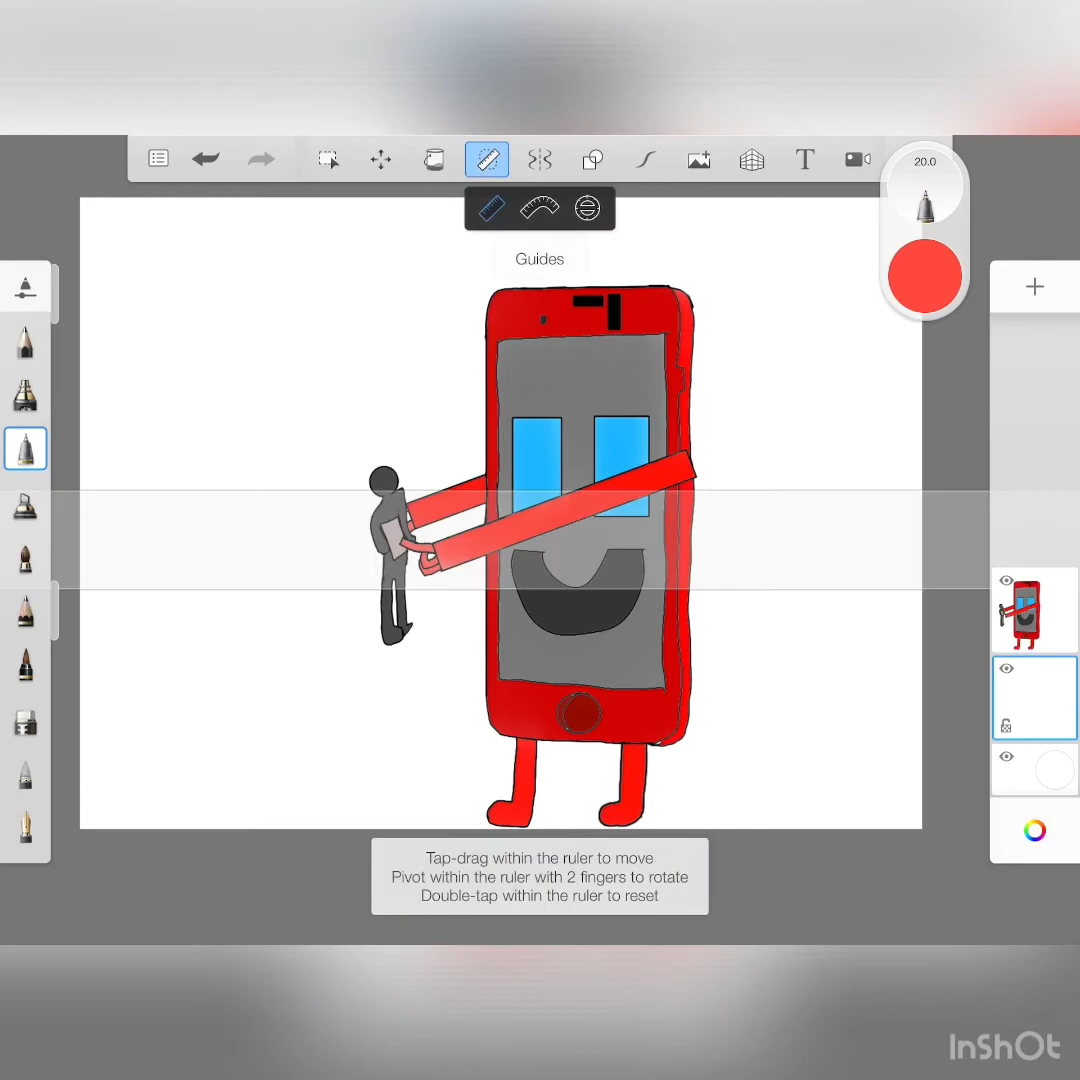 20.0
T
Guides
Tap-drag within the ruler to move
Pivot within the ruler with 2 fingers to rotate
Double-tap within the ruler to reset
InShOt